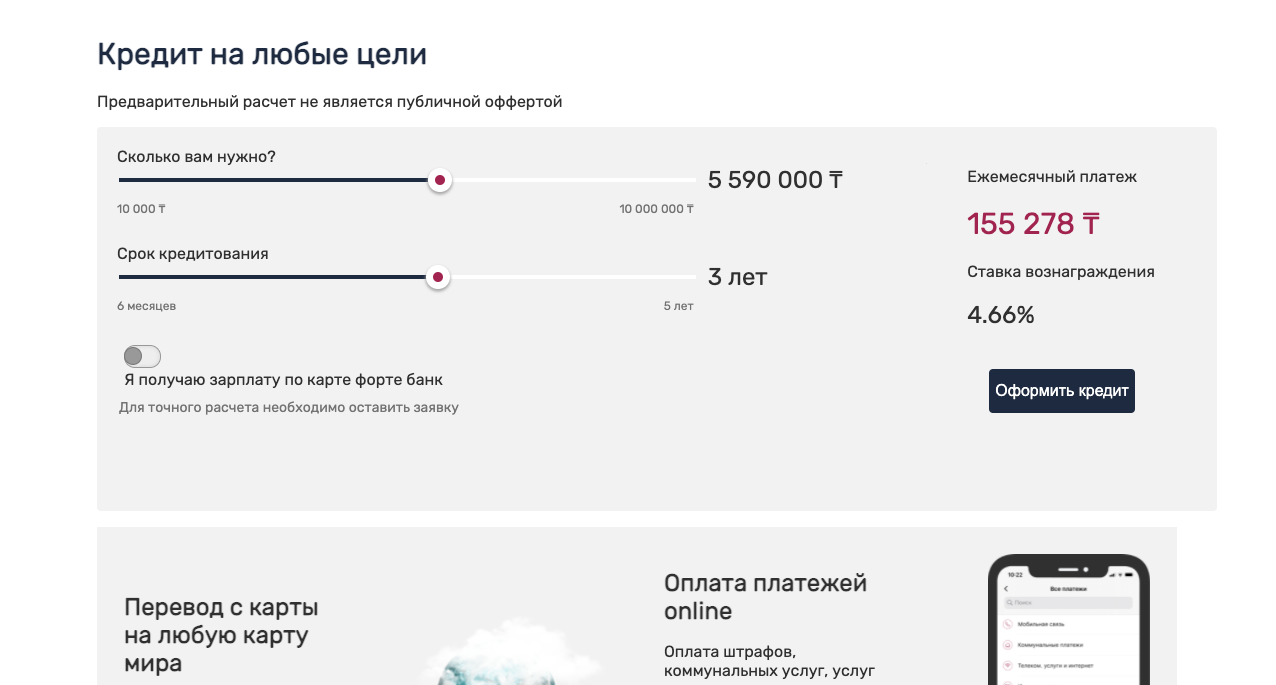 Кредит на любые цели
Предварительный расчет не является публичной оффертой
Сколько вам нужно?
5 590 000 ₸
10 000 ₸
10 000 000 ₸
Срок кредитования
3 лет
6 месяцев
5 лет
Я получаю зарплату по карте форте банк
Для точного расчета необходимо оставить заявку
Ежемесячный платеж
155 278 ₸
Ставка вознаграждения
4.66%
Оформить кредит
Перевод с карты
на любую карту
мира
Оплата платежей
online
Оплата штрафов,
коммунальных услуг, услуг
10:22
Все платежи
Поиск
Мобильная связь
Коммунальные платежи
Телеком. услуги и интернет